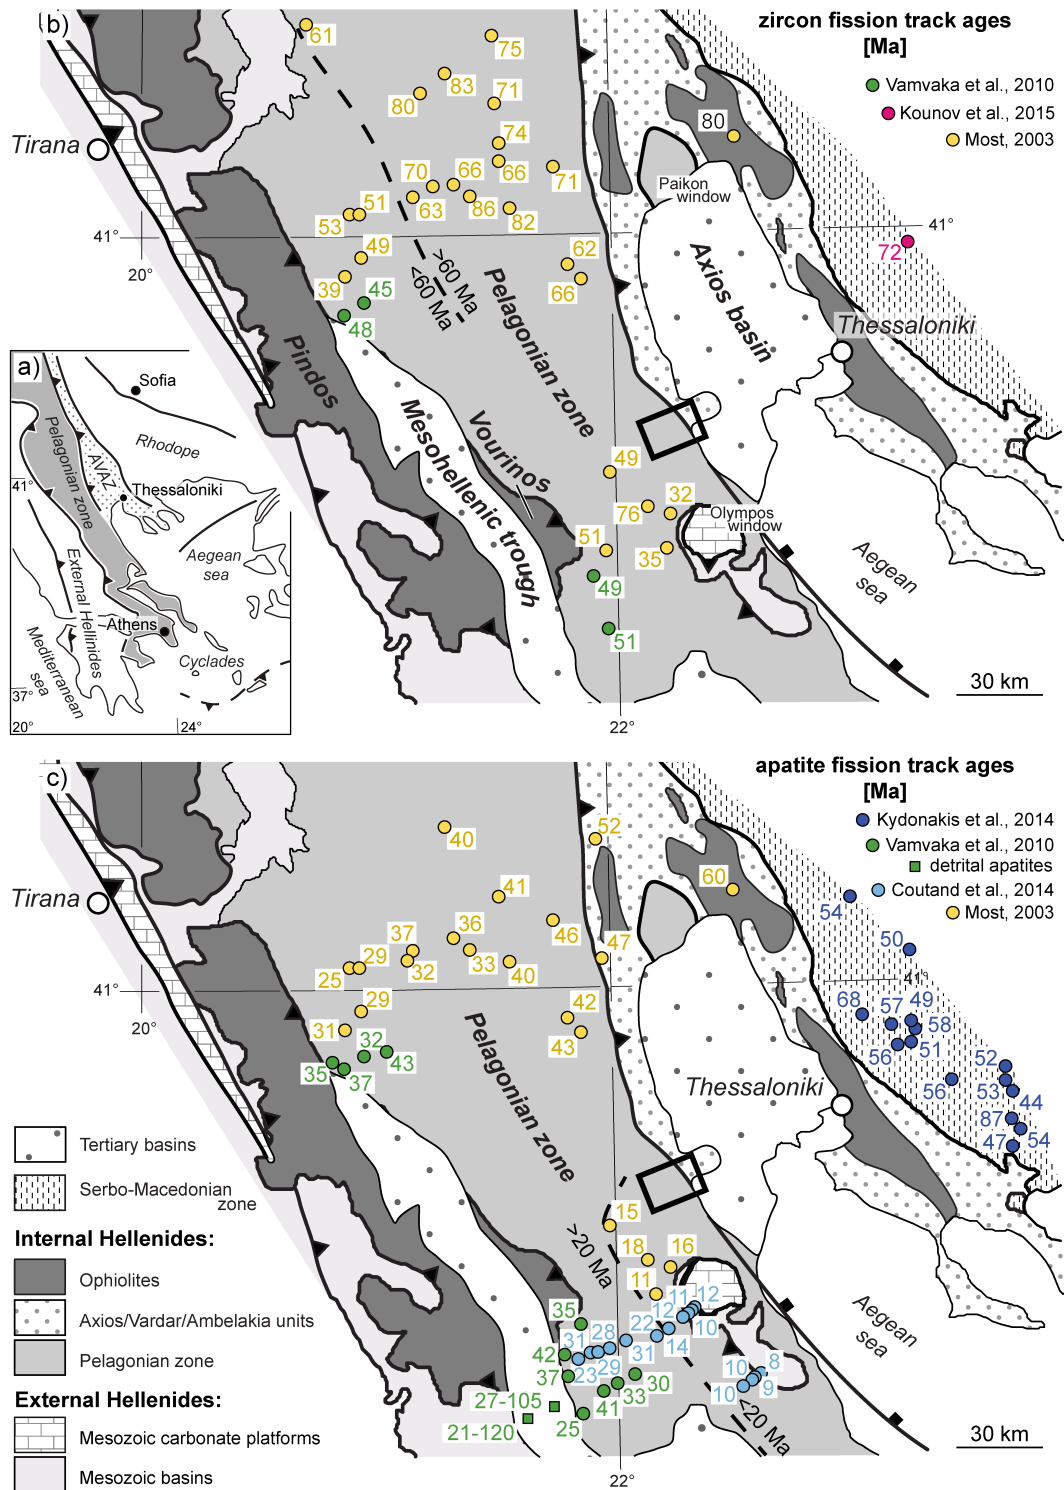 b)
zircon fission track ages
[Ma]
Vamvaka et al., 2010
Kounov et al., 2015
Most, 2003
61
75
83
80
71
74
66
71
80
Tirana
70
66
63
86
82
51
53
Paikon
window
41°
41°
20°
72
49
39
45
48
>60 Ma
<60 Ma
62
66
Pelagonian zone
Axios basin
Thessaloniki
Pindos
Mesohellenic trough
Vourinos
49
76
32
51
35
49
51
Olympos
window
Aegean
sea
30 km
22°
a)
Sofia
Rhodope
Pelagonian zone
AVAZ
41°
Thessaloniki
Aegean
sea
External Hellinides
Athens
Mediterranean
sea
Cyclades
37°
20°
24°
c)
apatite fission track ages
[Ma]
Kydonakis et al., 2014
Vamvaka et al., 2010
detrital apatites
Coutand et al., 2014
Most, 2003
40
52
60
Tirana
41
54
37
36
46
47
50
29
25
32
33
40
41°
41°
20°
29
31
42
43
68
57
49
58
56
51
32
43
35
37
52
56
53
44
87
54
47
Pelagonian zone
Thessaloniki
15
>20 Ma
18
16
11
11
12
12
10
35
22
28
31
14
31
42
23
29
37
30
33
41
25
27-105
21-120
10
8
9
10
<20 Ma
Aegean
sea
30 km
22°
Tertiary basins
Serbo-Macedonian
zone
Internal Hellenides:
Ophiolites
Axios/Vardar/Ambelakia units
Pelagonian zone
External Hellenides:
Mesozoic carbonate platforms
Mesozoic basins